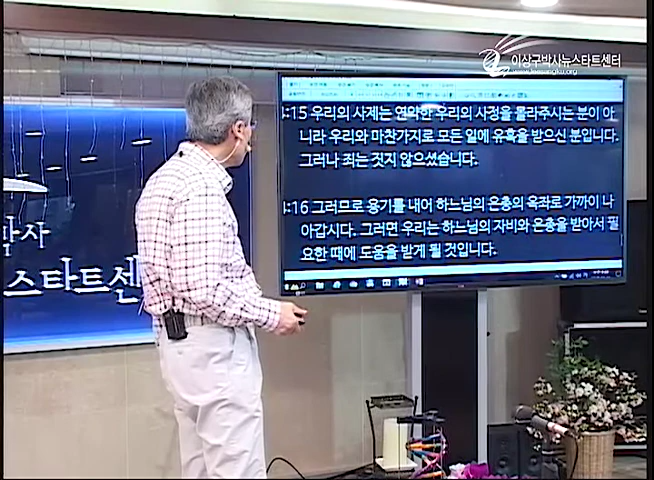 이상구박사뉴스타트센터
:15 우리의 사제는 연약한 우리의 사정을 몰라주시는 분이 아
니라 우리와 마찬가지로 모든 일에 유혹을 받으신 분입니다.
그러나 죄는 짓지 않으셨습니다.
:16 그러므로 용기를 내어 하느님의 은총의 옥좌로 가까이 나
아갑시다. 그러면 우리는 하느님의 자비와 은총을 받아서 필
요한 때에 도움을 받게 될 것입니다.
박사
스타트센